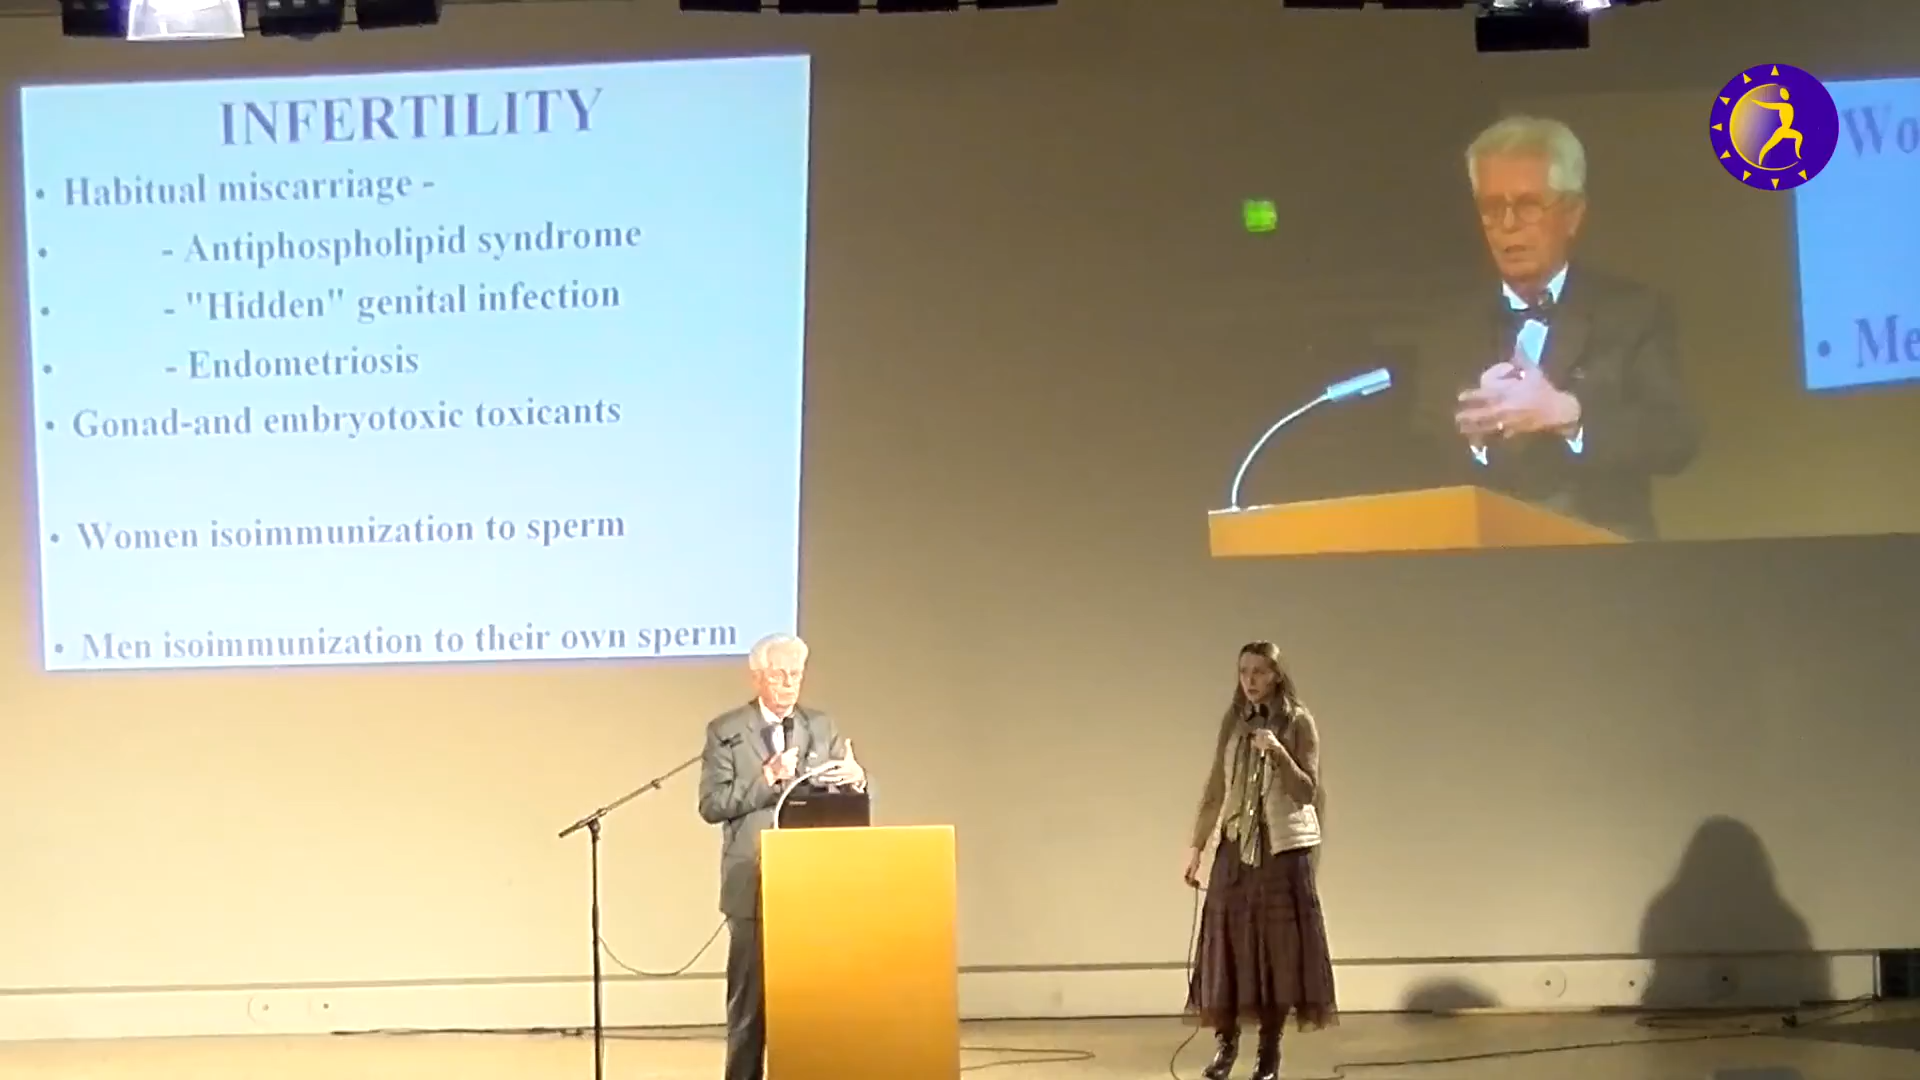 INFERTILITY
• Habitual miscarriage -
• - Antiphospholipid syndrome
• - "Hidden" genital infection
• - Endometriosis
• Gonad-and embryotoxic toxicants
• Women isoimmunization to sperm
• Men isoimmunization to their own sperm
Wo
• Me